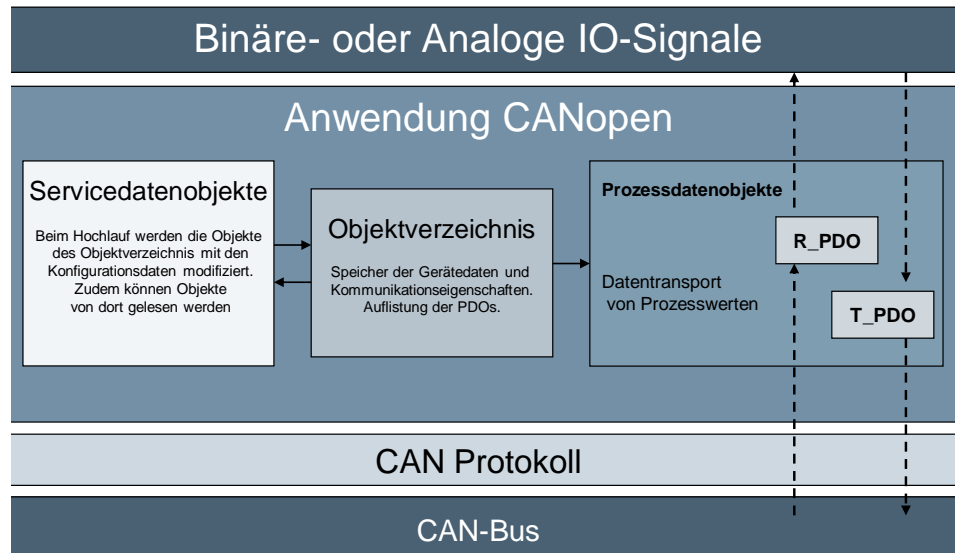 Binäre- oder Analoge IO-Signale
Anwendung CANopen
Servicedatenobjekte
Beim Hochlauf werden die Objekte
des Objektverzeichnis mit den
Konfigurationsdaten modifiziert.
Zudem können Objekte
von dort gelesen werden
Objektverzeichnis
Speicher der Gerätedaten und
Kommunikationseigenschaften.
Auflistung der PDOs.
Prozessdatenobjekte
R_PDO
Datentransport
von Prozesswerten
T_PDO
CAN Protokoll
CAN-Bus